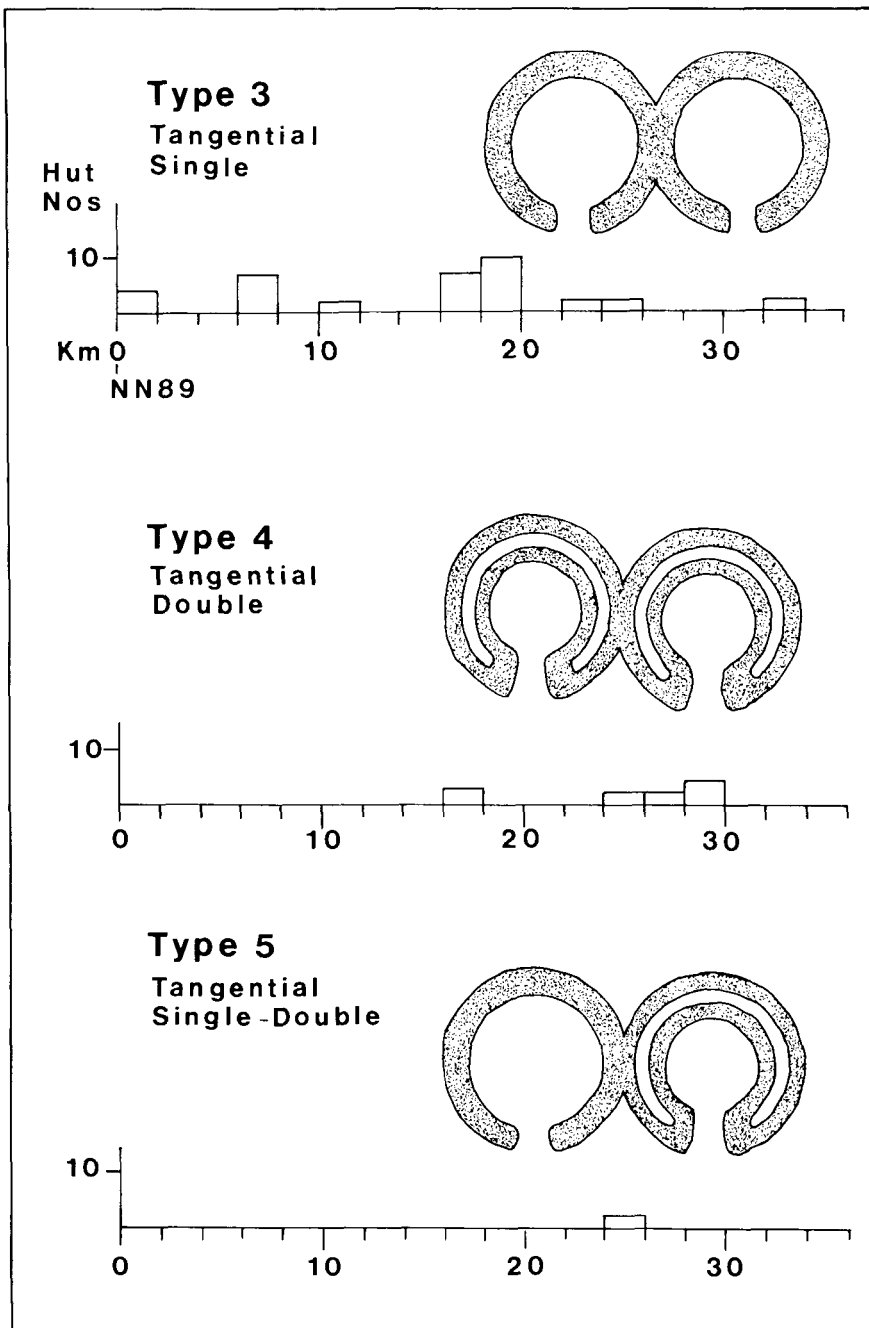 Type 3
Tangential
Single
Hut
Nos
10
Km 0 10 20 30
NN89
Type 4
Tangential
Double
10
0 10 20 30
Type 5
Tangential
Single-Double
10
0 10 20 30